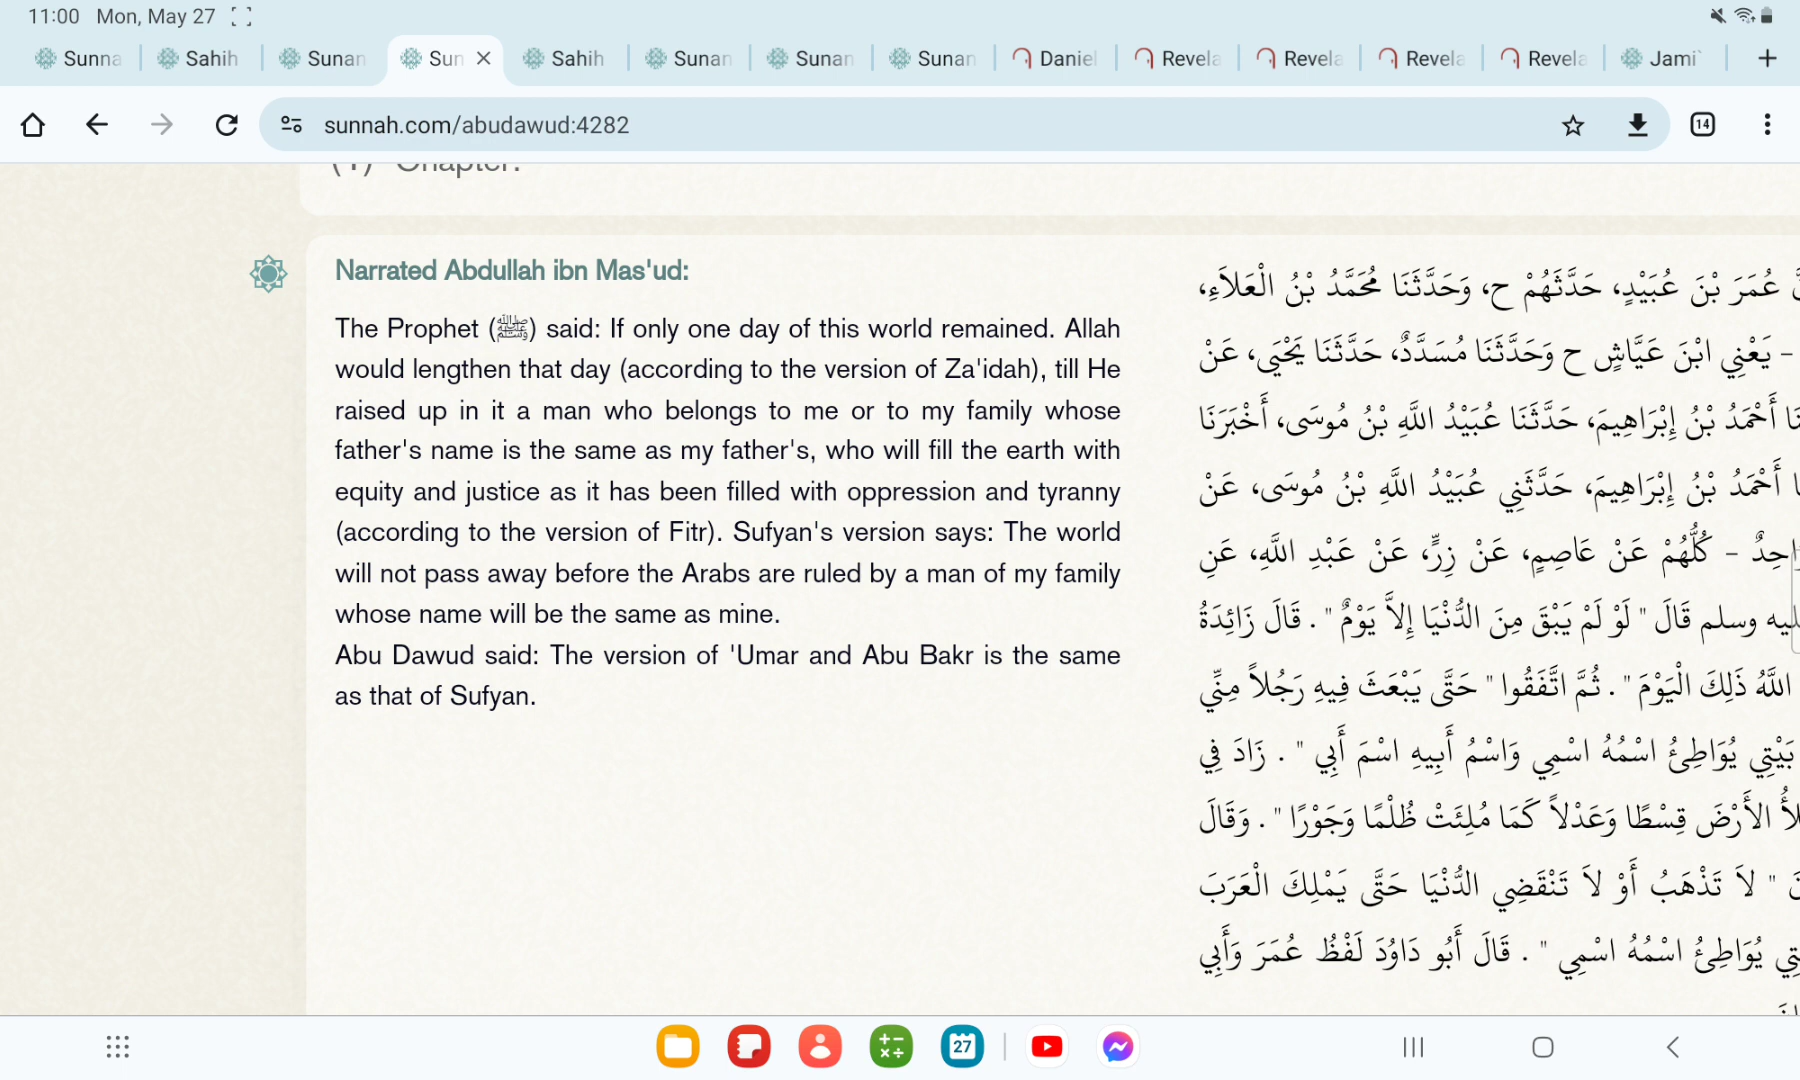 11:00 Mon, May 27
Sunna
Sahih
Sunan
Sun
Sahih
Sunan
Sunan
Sunan
Daniel
Revela
Revela
Revela
Revela
Jami`
sunnah.com/abudawud:4282
14
(1) Chapter:
Narrated Abdullah ibn Mas'ud:
The Prophet (ﷺ) said: If only one day of this world remained. Allah
would lengthen that day (according to the version of Za'idah), till He
raised up in it a man who belongs to me or to my family whose
father's name is the same as my father's, who will fill the earth with
equity and justice as it has been filled with oppression and tyranny
(according to the version of Fitr). Sufyan's version says: The world
will not pass away before the Arabs are ruled by a man of my family
whose name will be the same as mine.
Abu Dawud said: The version of 'Umar and Abu Bakr is the same
as that of Sufyan.
عُمَرَ بْنَ عُبَيْدٍ، حَدَّثَهُمْ ح، وَحَدَّثَنَا مُحَمَّدُ بْنُ الْعَلاَءِ،
- يَعْنِي ابْنَ عَيَّاشٍ ح وَحَدَّثَنَا مُسَدَّدٌ، حَدَّثَنَا يَحْيَى، عَنْ
أَحْمَدُ بْنُ إِبْرَاهِيمَ، حَدَّثَنَا عُبَيْدُ اللَّهِ بْنُ مُوسَى، أَخْبَرَنَا
أَحْمَدُ بْنُ إِبْرَاهِيمَ، حَدَّثَنِي عُبَيْدُ اللَّهِ بْنُ مُوسَى، عَنْ
- كُلُّهُمْ عَنْ عَاصِمٍ، عَنْ زِرٍّ، عَنْ عَبْدِ اللَّهِ، عَنِ
وسلم قَالَ " لَوْ لَمْ يَبْقَ مِنَ الدُّنْيَا إِلاَّ يَوْمٌ " . قَالَ زَائِدَةُ
اللَّهُ ذَلِكَ الْيَوْمَ " . ثُمَّ اتَّفَقُوا " حَتَّى يَبْعَثَ فِيهِ رَجُلاً مِنِّي
بَيْتِي يُوَاطِئُ اسْمُهُ اسْمِي وَاسْمُ أَبِيهِ اسْمَ أَبِي " . زَادَ فِي
الأَرْضَ قِسْطًا وَعَدْلاً كَمَا مُلِئَتْ ظُلْمًا وَجَوْرًا " . وَقَالَ
" لاَ تَذْهَبُ أَوْ لاَ تَنْقَضِي الدُّنْيَا حَتَّى يَمْلِكَ الْعَرَبَ
يُوَاطِئُ اسْمُهُ اسْمِي " . قَالَ أَبُو دَاوُدَ لَفْظُ عُمَرَ وَأَبِي
27